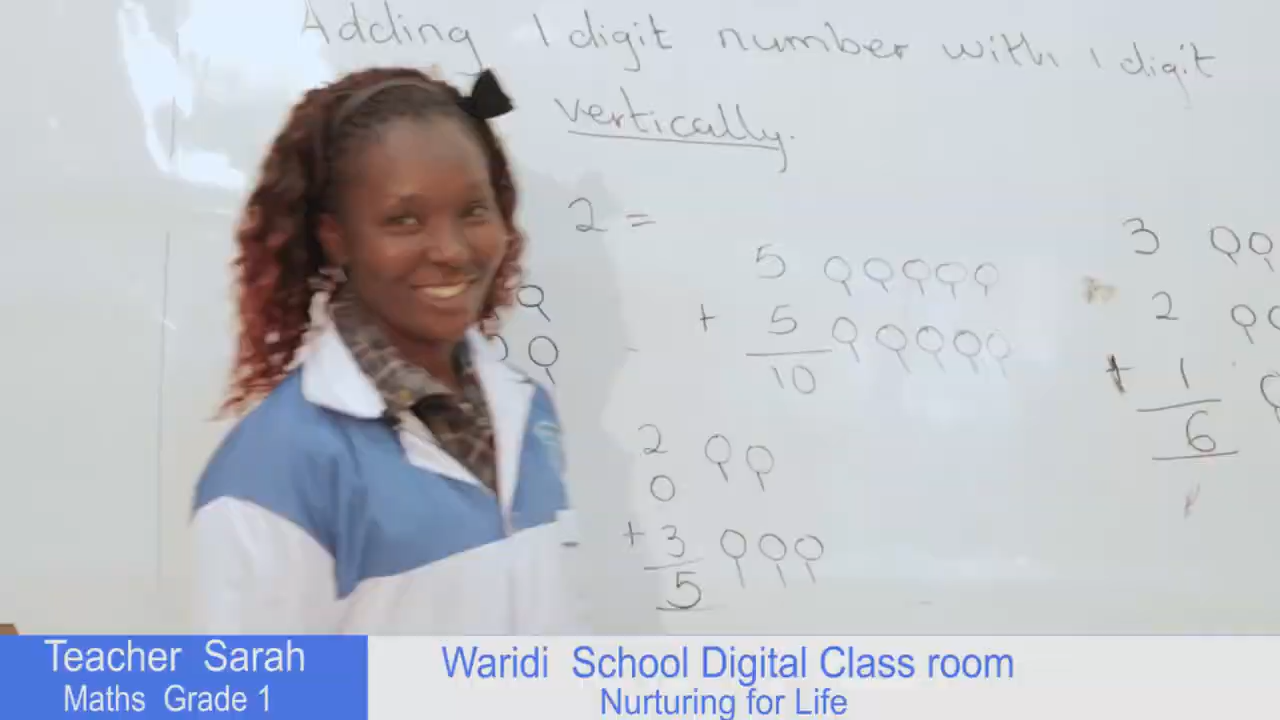 Adding 1 digit number with 1 digit
vertically.
2 =
5
+ 5
10
2
0
+ 3
5
3
2
+ 1
6
Teacher Sarah
Maths Grade 1
Waridi School Digital Class room
Nurturing for Life